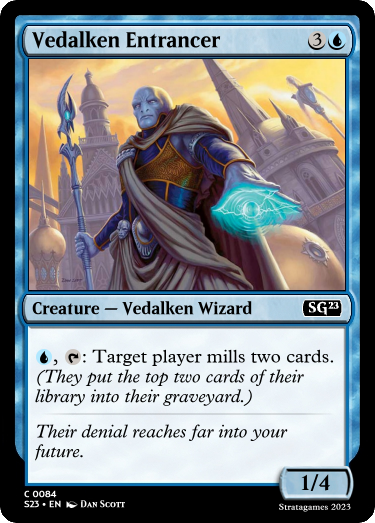 Vedalken Entrancer 3
Creature — Vedalken Wizard SG23
: Target player mills two cards.
(They put the top two cards of their
library into their graveyard.)
Their denial reaches far into your
future.
1/4
C 0084
S23 • EN DAN SCOTT
Stratagames 2023